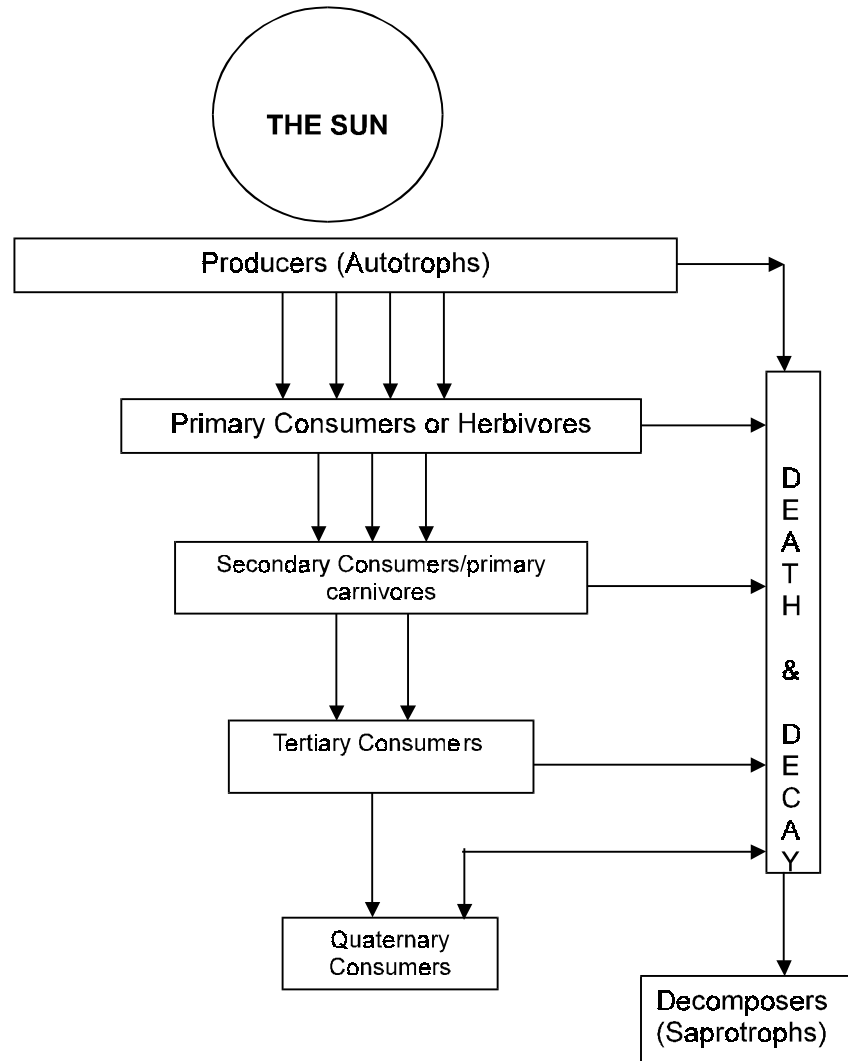 THE SUN
Producers (Autotrophs)
Primary Consumers or Herbivores
Secondary Consumers/primary
carnivores
Tertiary Consumers
Quaternary
Consumers
D
E
A
T
H
&
D
E
C
A
Y
Decomposers
(Saprotrophs)